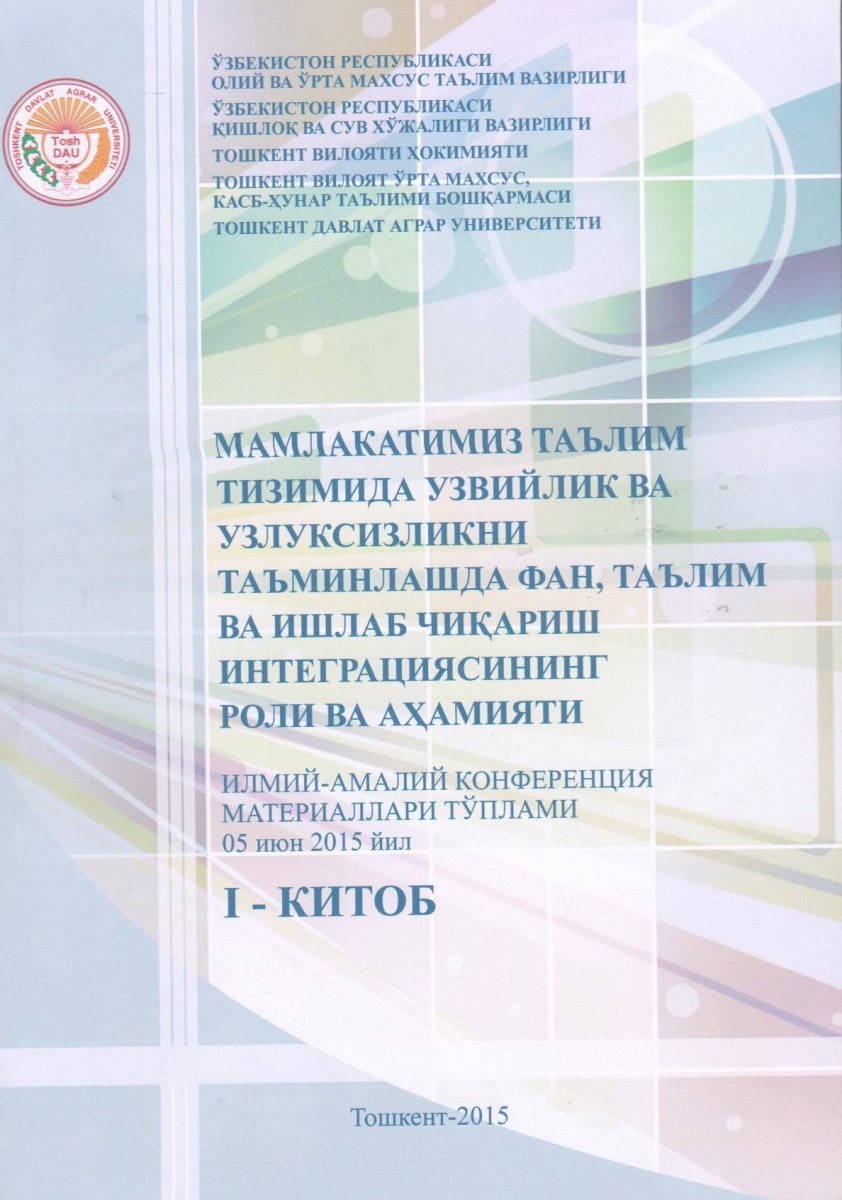 ЎЗБЕКИСТОН РЕСПУБЛИКАСИ
ОЛИЙ ВА ЎРТА МАХСУС ТАЪЛИМ ВАЗИРЛИГИ
ЎЗБЕКИСТОН РЕСПУБЛИКАСИ
ҚИШЛОҚ ВА СУВ ХЎЖАЛИГИ ВАЗИРЛИГИ
ТОШКЕНТ ВИЛОЯТИ ҲОКИМИЯТИ
ТОШКЕНТ ВИЛОЯТ ЎРТА МАХСУС,
КАСБ-ҲУНАР ТАЪЛИМИ БОШҚАРМАСИ
ТОШКЕНТ ДАВЛАТ АГРАР УНИВЕРСИТЕТИ
TOSHKENT DAVLAT AGRAR UNIVERSITETI
Tosh
DAU
МАМЛАКАТИМИЗ ТАЪЛИМ
ТИЗИМИДА УЗВИЙЛИК ВА
УЗЛУКСИЗЛИКНИ
ТАЪМИНЛАШДА ФАН, ТАЪЛИМ
ВА ИШЛАБ ЧИҚАРИШ
ИНТЕГРАЦИЯСИНИНГ
РОЛИ ВА АҲАМИЯТИ
ИЛМИЙ-АМАЛИЙ КОНФЕРЕНЦИЯ
МАТЕРИАЛЛАРИ ТЎПЛАМИ
05 июн 2015 йил
I - КИТОБ
Тошкент-2015